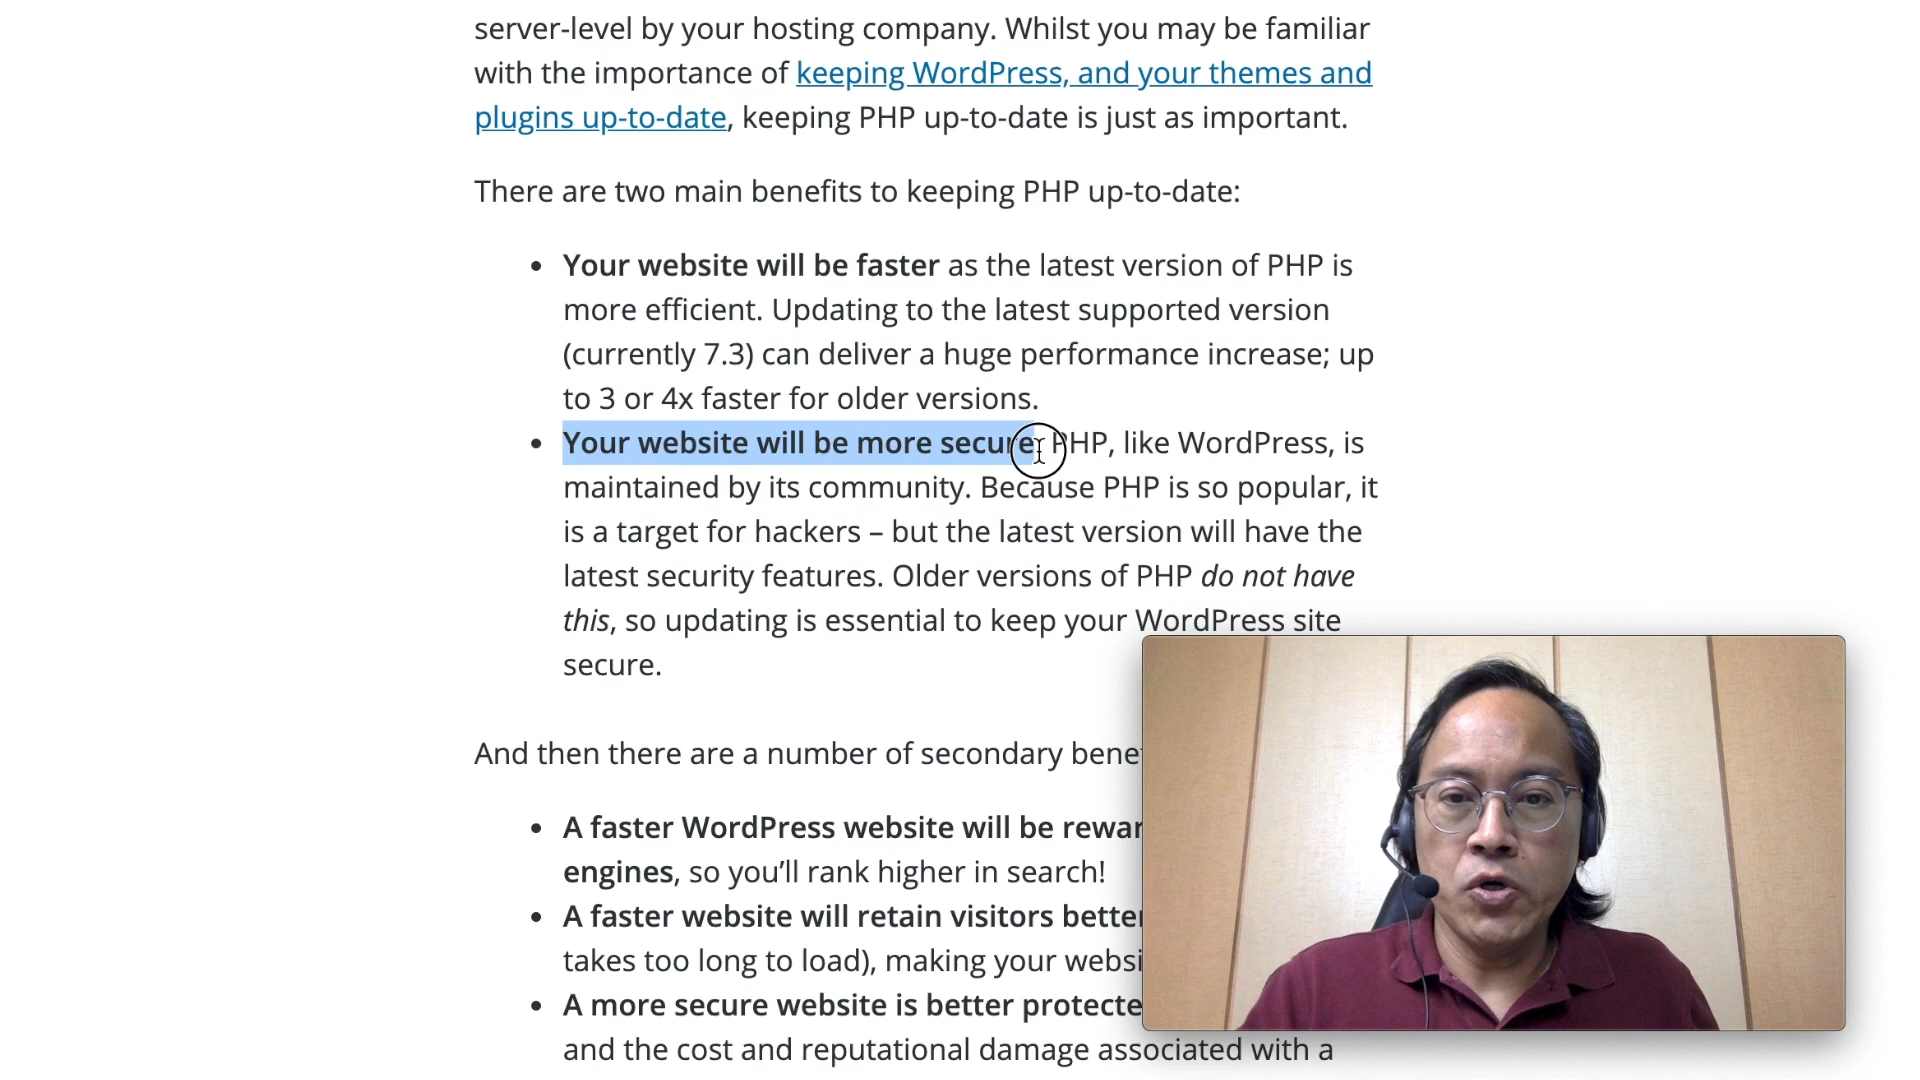 server-level by your hosting company. Whilst you may be familiar
with the importance of keeping WordPress, and your themes and
plugins up-to-date, keeping PHP up-to-date is just as important.
There are two main benefits to keeping PHP up-to-date:
• Your website will be faster as the latest version of PHP is
more efficient. Updating to the latest supported version
(currently 7.3) can deliver a huge performance increase; up
to 3 or 4x faster for older versions.
• Your website will be more secure. PHP, like WordPress, is
maintained by its community. Because PHP is so popular, it
is a target for hackers – but the latest version will have the
latest security features. Older versions of PHP do not have
this, so updating is essential to keep your WordPress site
secure.
And then there are a number of secondary
• A faster WordPress website will be
engines, so you’ll rank higher in search!
• A faster website will retain visitors
takes too long to load), making your
• A more secure website is better
and the cost and reputational damage associated with a